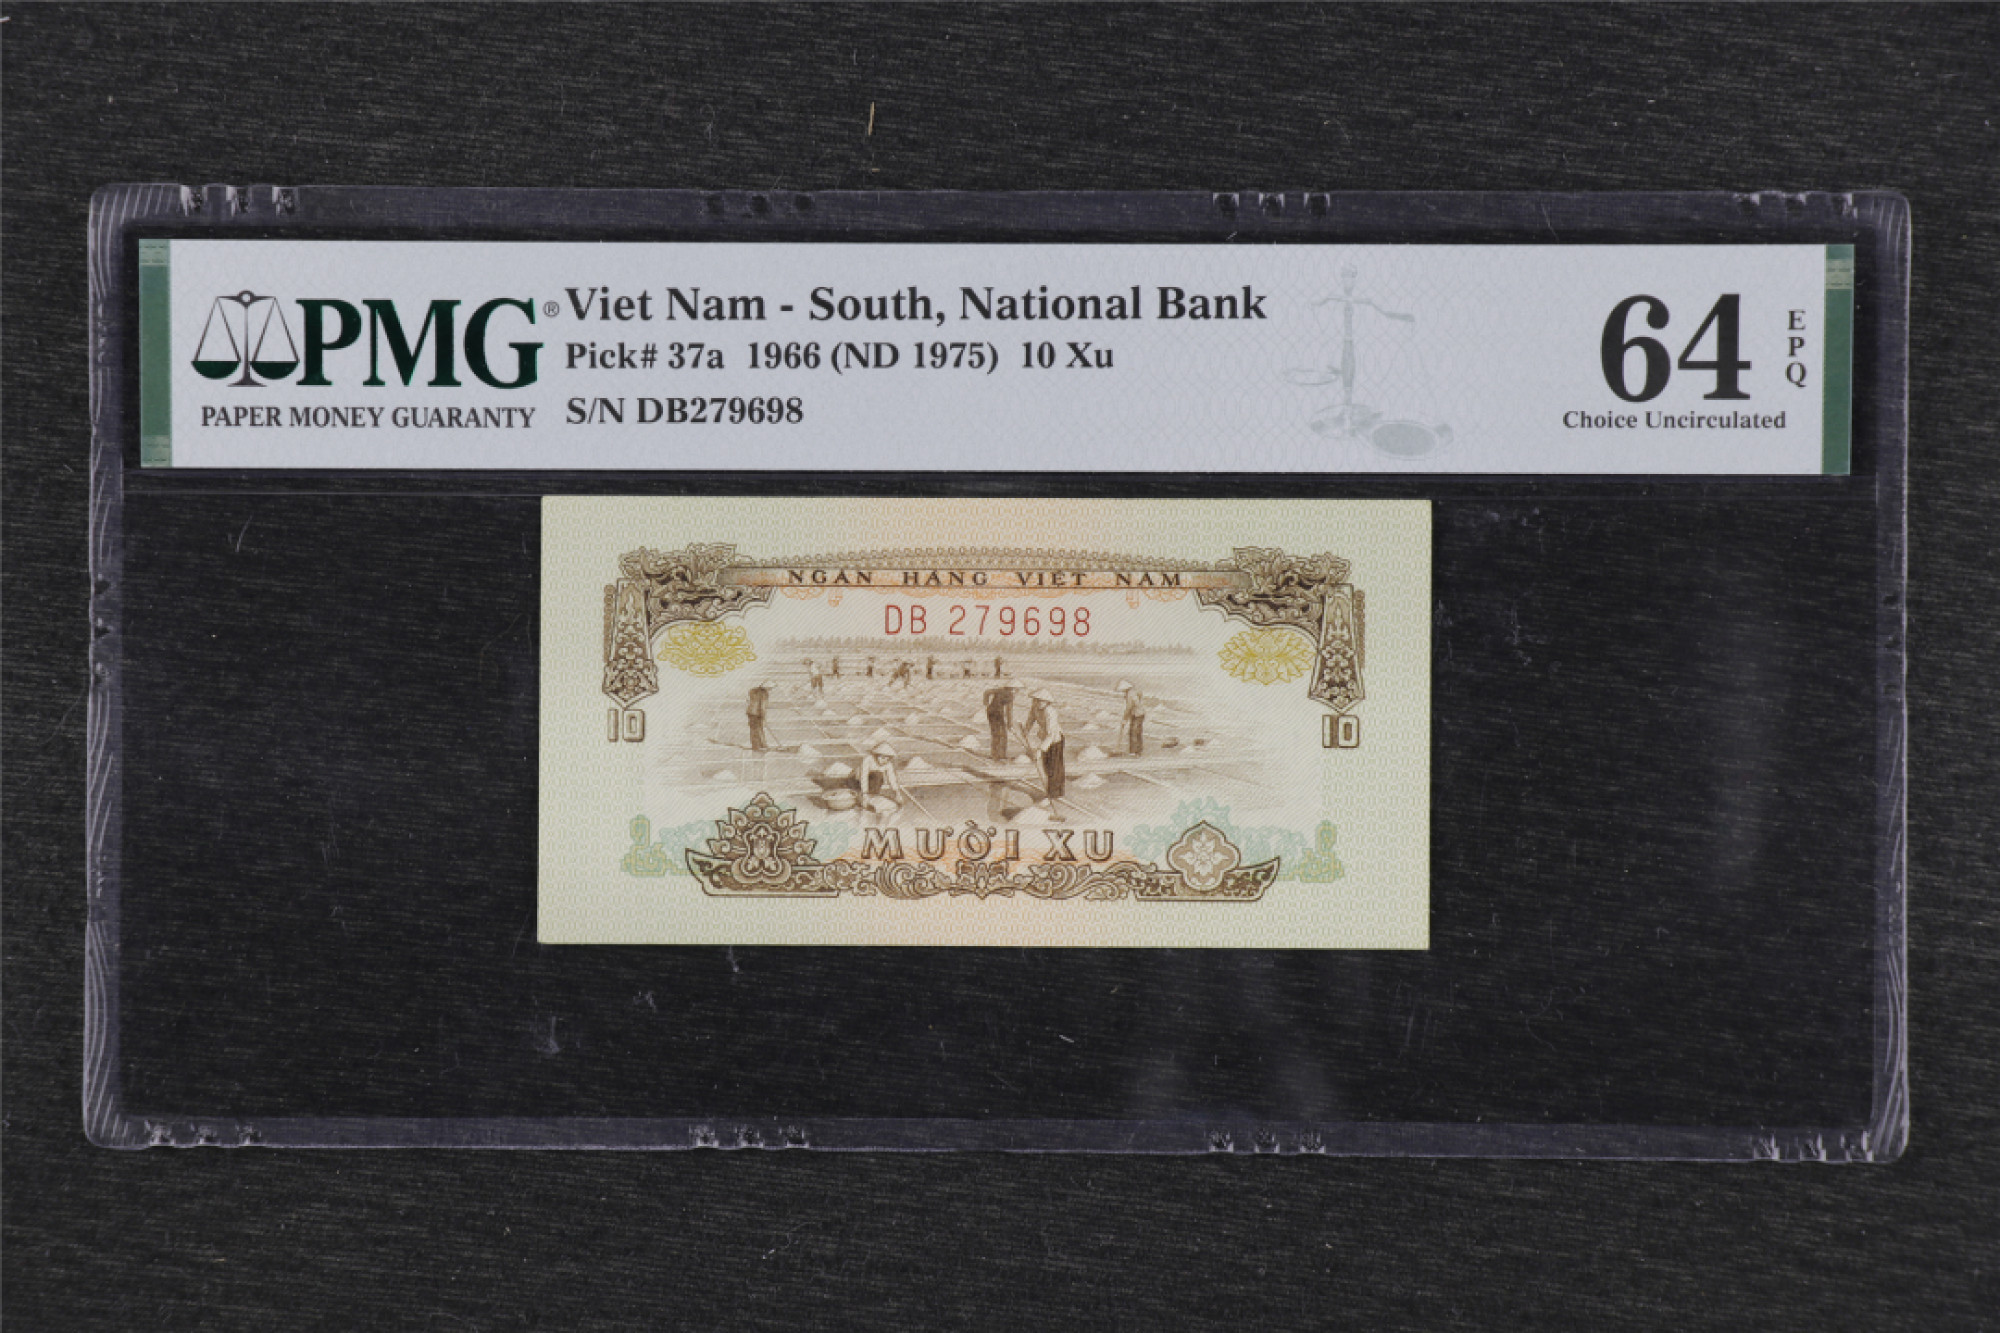 PMG®
PAPER MONEY GUARANTY
Viet Nam - South, National Bank
Pick# 37a 1966 (ND 1975) 10 Xu
S/N DB279698
64
EPQ
Choice Uncirculated
NGÂN HÀNG VIỆT NAM
DB 279698
10 10
MƯỜI XU